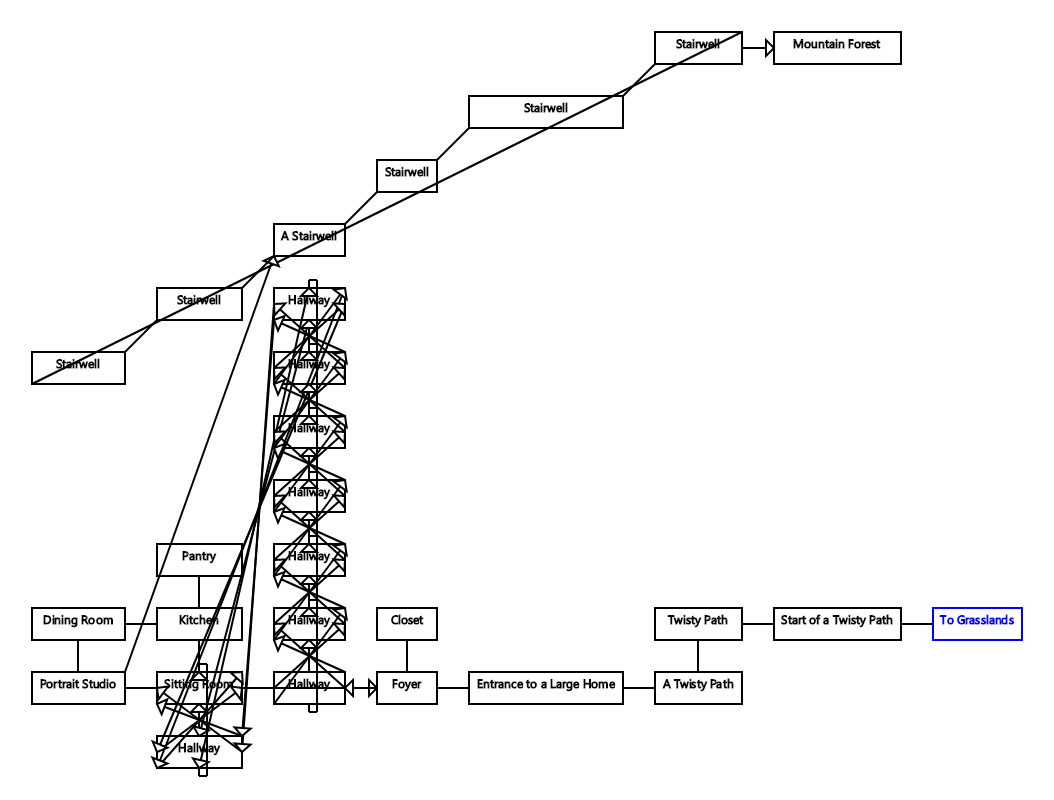 Stairwell
Mountain Forest
Stairwell
Stairwell
A Stairwell
Stairwell
Hallway
Stairwell
Hallway
Hallway
Hallway
Pantry
Hallway
Dining Room
Kitchen
Hallway
Closet
Twisty Path
Start of a Twisty Path
To Grasslands
Portrait Studio
Sitting Room
Hallway
Foyer
Entrance to a Large Home
A Twisty Path
Hallway